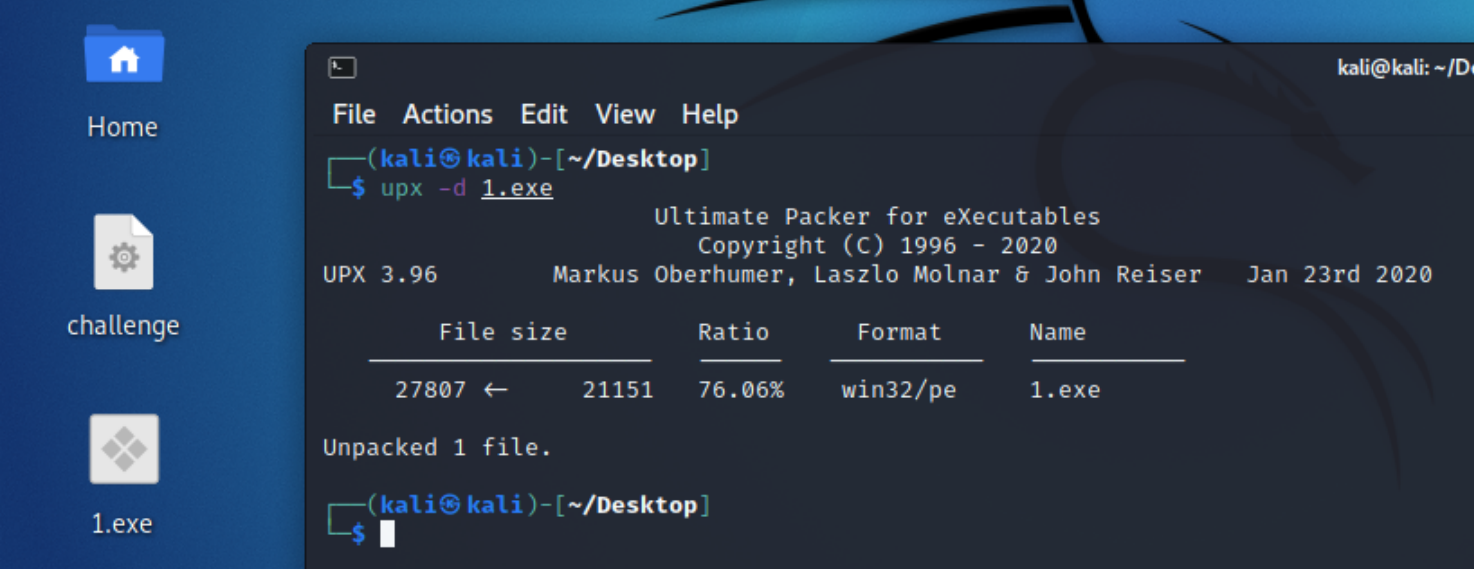 Home
challenge
1.exe
kali@kali: ~/De
File Actions Edit View Help
┌──(kali㉿kali)-[~/Desktop]
└─$ upx -d 1.exe
Ultimate Packer for eXecutables
Copyright (C) 1996 - 2020
UPX 3.96 Markus Oberhumer, Laszlo Molnar & John Reiser Jan 23rd 2020
File size Ratio Format Name
27807 <- 21151 76.06% win32/pe 1.exe
Unpacked 1 file.
┌──(kali㉿kali)-[~/Desktop]
└─$